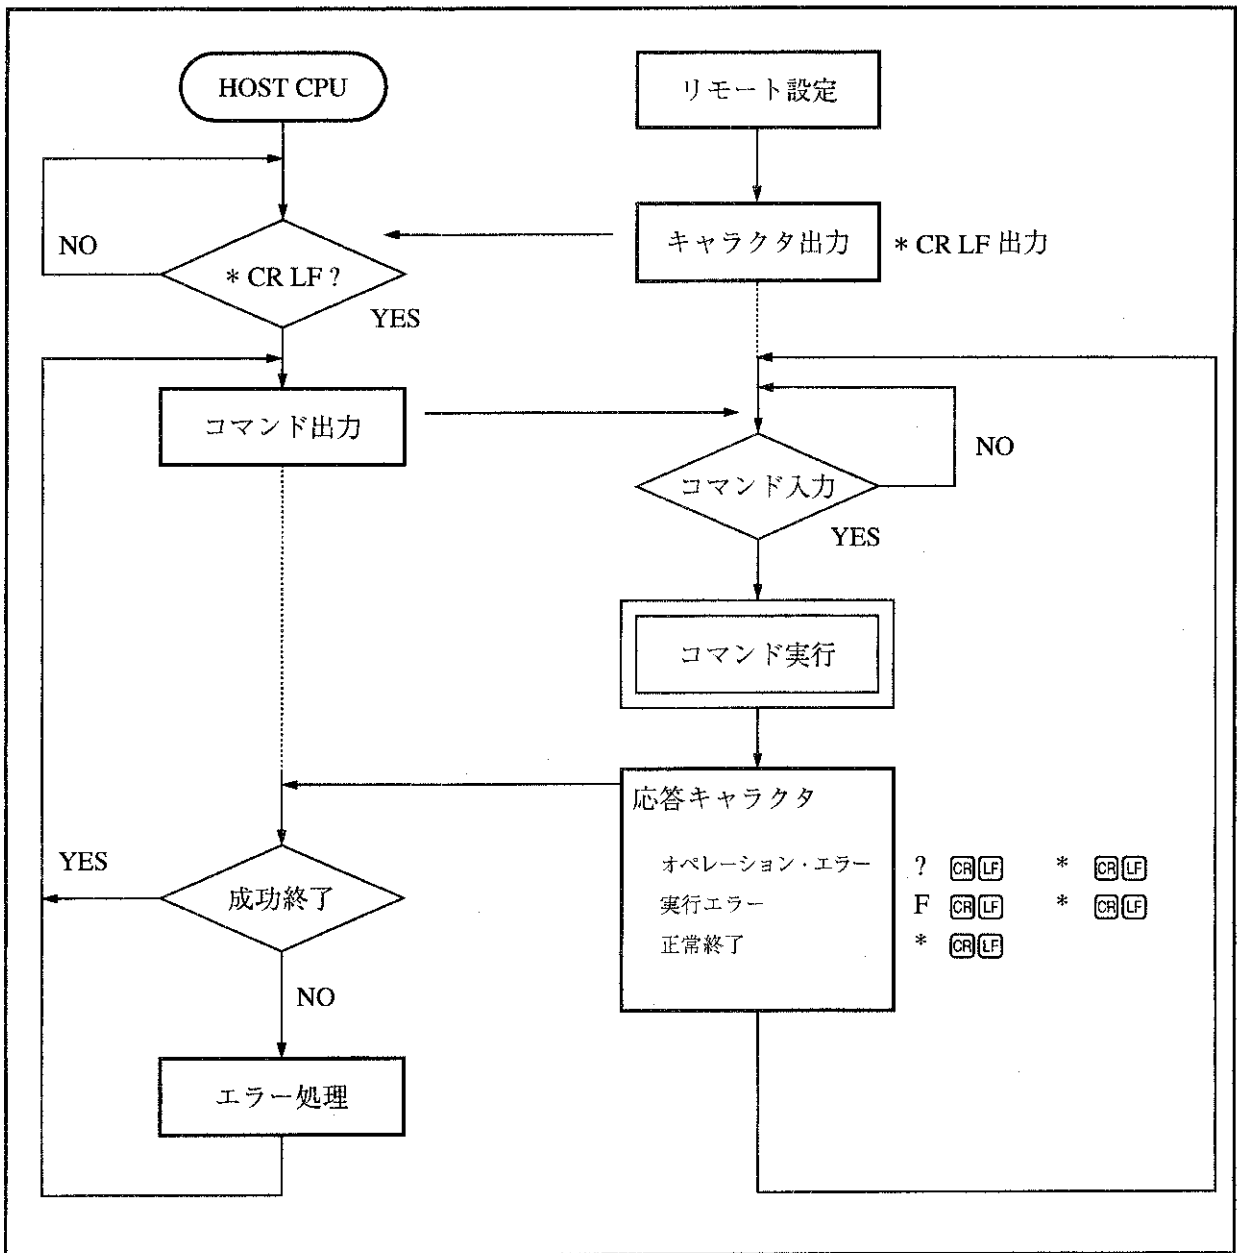 HOST CPU
リモート設定
NO
* CR LF ?
YES
キャラクタ出力
* CR LF 出力
コマンド出力
コマンド入力
NO
YES
コマンド実行
応答キャラクタ
オペレーション・エラー ? CR LF * CR LF
実行エラー F CR LF * CR LF
正常終了 * CR LF
YES
成功終了
NO
エラー処理